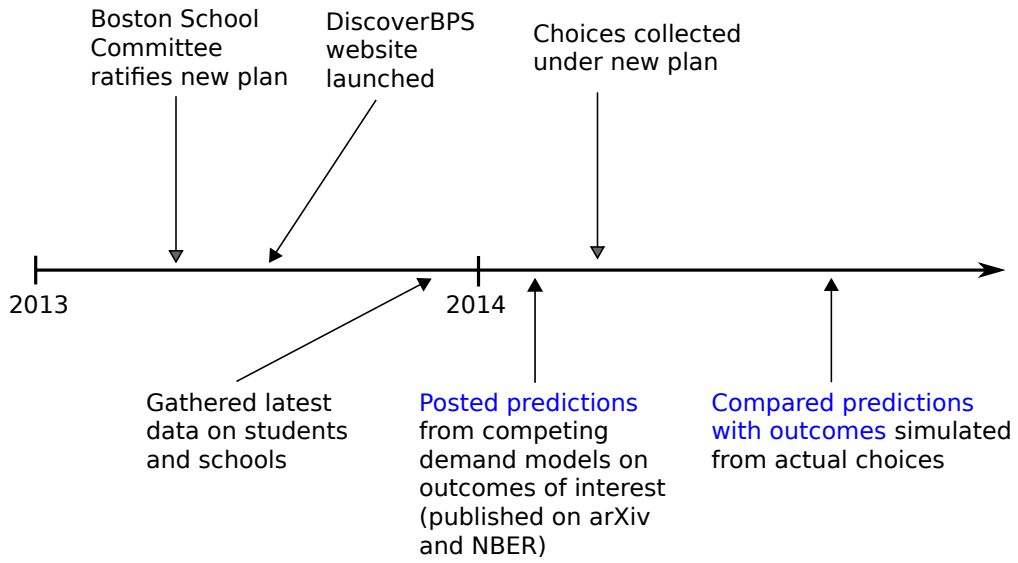 Boston School
Committee
ratifies new plan
DiscoverBPS
website
launched
Choices collected
under new plan
2013
2014
Gathered latest
data on students
and schools
Posted predictions
from competing
demand models on
outcomes of interest
(published on arXiv
and NBER)
Compared predictions
with outcomes simulated
from actual choices